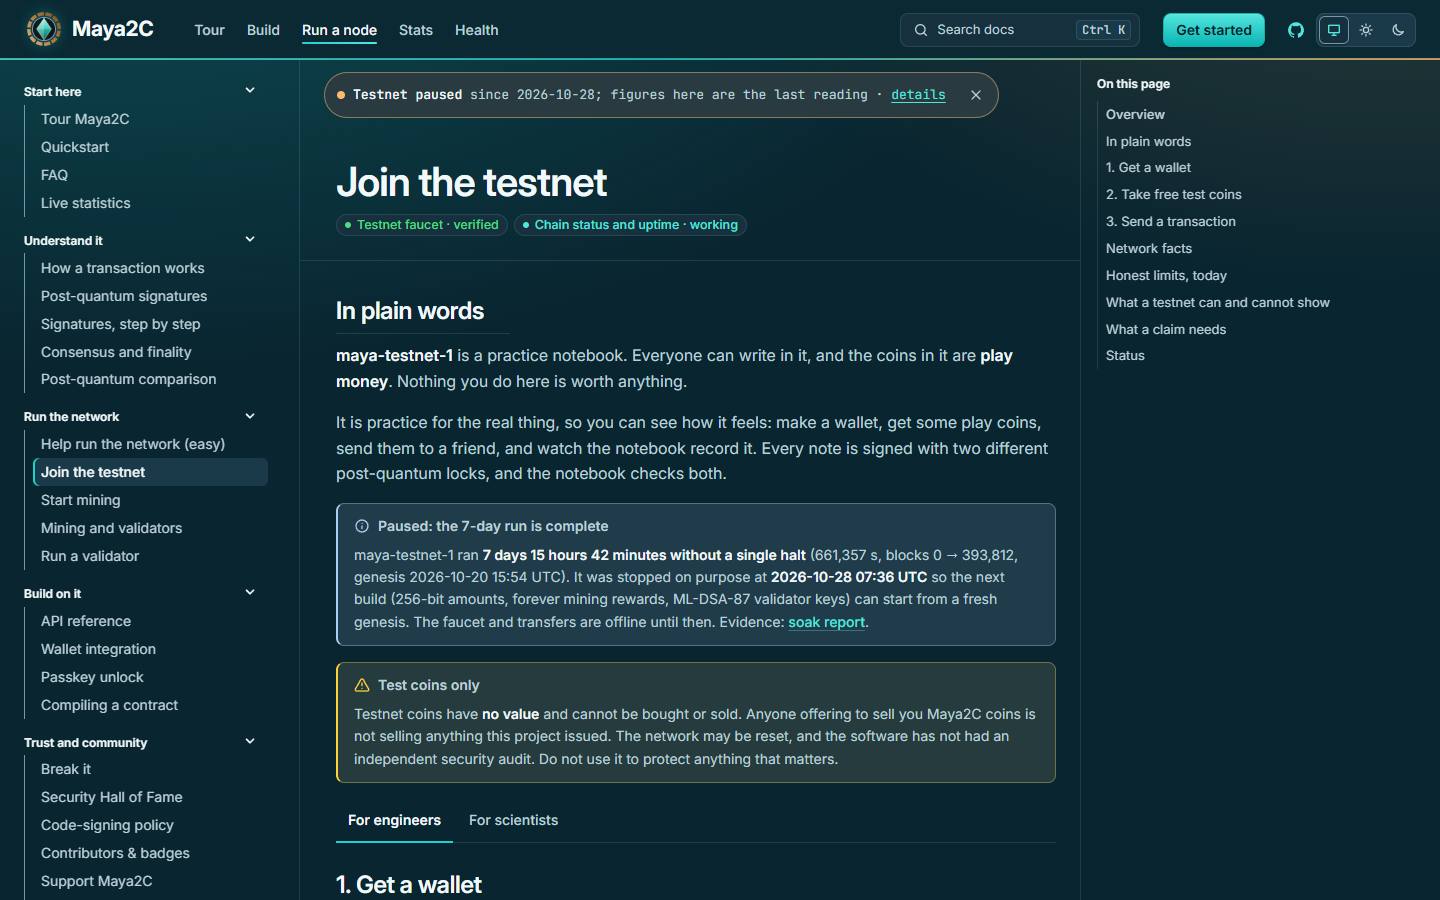 Maya2C
Tour
Build
Run a node
Stats
Health
Search docs
Ctrl K
Get started
Start here
Tour Maya2C
Quickstart
FAQ
Live statistics
Understand it
How a transaction works
Post-quantum signatures
Signatures, step by step
Consensus and finality
Post-quantum comparison
Run the network
Help run the network (easy)
Join the testnet
Start mining
Mining and validators
Run a validator
Build on it
API reference
Wallet integration
Passkey unlock
Compiling a contract
Trust and community
Break it
Security Hall of Fame
Code-signing policy
Contributors & badges
Support Maya2C
Testnet paused since 2026-10-28; figures here are the last reading · details
Join the testnet
Testnet faucet · verified
Chain status and uptime · working
In plain words
maya-testnet-1 is a practice notebook. Everyone can write in it, and the coins in it are play
money. Nothing you do here is worth anything.
It is practice for the real thing, so you can see how it feels: make a wallet, get some play coins,
send them to a friend, and watch the notebook record it. Every note is signed with two different
post-quantum locks, and the notebook checks both.
Paused: the 7-day run is complete
maya-testnet-1 ran 7 days 15 hours 42 minutes without a single halt (661,357 s, blocks 0 → 393,812,
genesis 2026-10-20 15:54 UTC). It was stopped on purpose at 2026-10-28 07:36 UTC so the next
build (256-bit amounts, forever mining rewards, ML-DSA-87 validator keys) can start from a fresh
genesis. The faucet and transfers are offline until then. Evidence: soak report.
Test coins only
Testnet coins have no value and cannot be bought or sold. Anyone offering to sell you Maya2C coins is
not selling anything this project issued. The network may be reset, and the software has not had an
independent security audit. Do not use it to protect anything that matters.
For engineers
For scientists
1. Get a wallet
On this page
Overview
In plain words
1. Get a wallet
2. Take free test coins
3. Send a transaction
Network facts
Honest limits, today
What a testnet can and cannot show
What a claim needs
Status